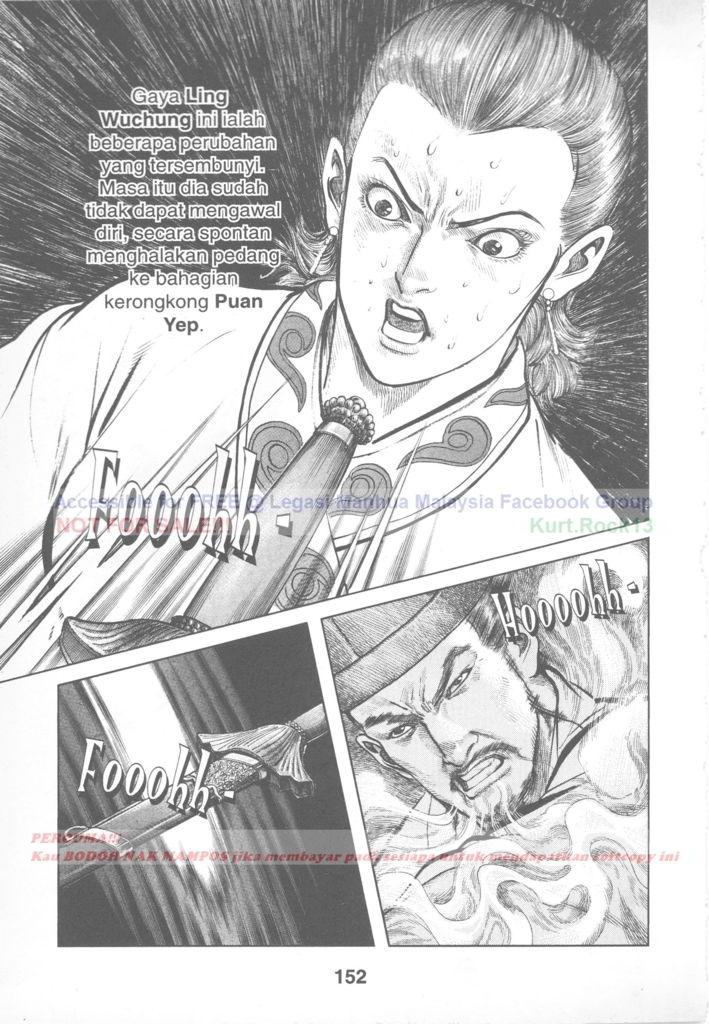 Gaya Ling
Wuchung ini ialah
beberapa perubahan
yang tersembunyi.
Masa itu dia sudah
tidak dapat mengawal
diri, secara spontan
menghalakan pedang
ke bahagian
kerongkong Puan
Yep.
Fooohh -
Accessible for FREE @ Legasi Manhua Malaysia Facebook Group
NOT FOR SALE!!!
Kurt.Rock13
Hoooohh -
Fooohh -
PERCUMA!!!
Kau BODOH NAK MAMPOS jika membayar pada sesiapa untuk mendapatkan softcopy ini
152